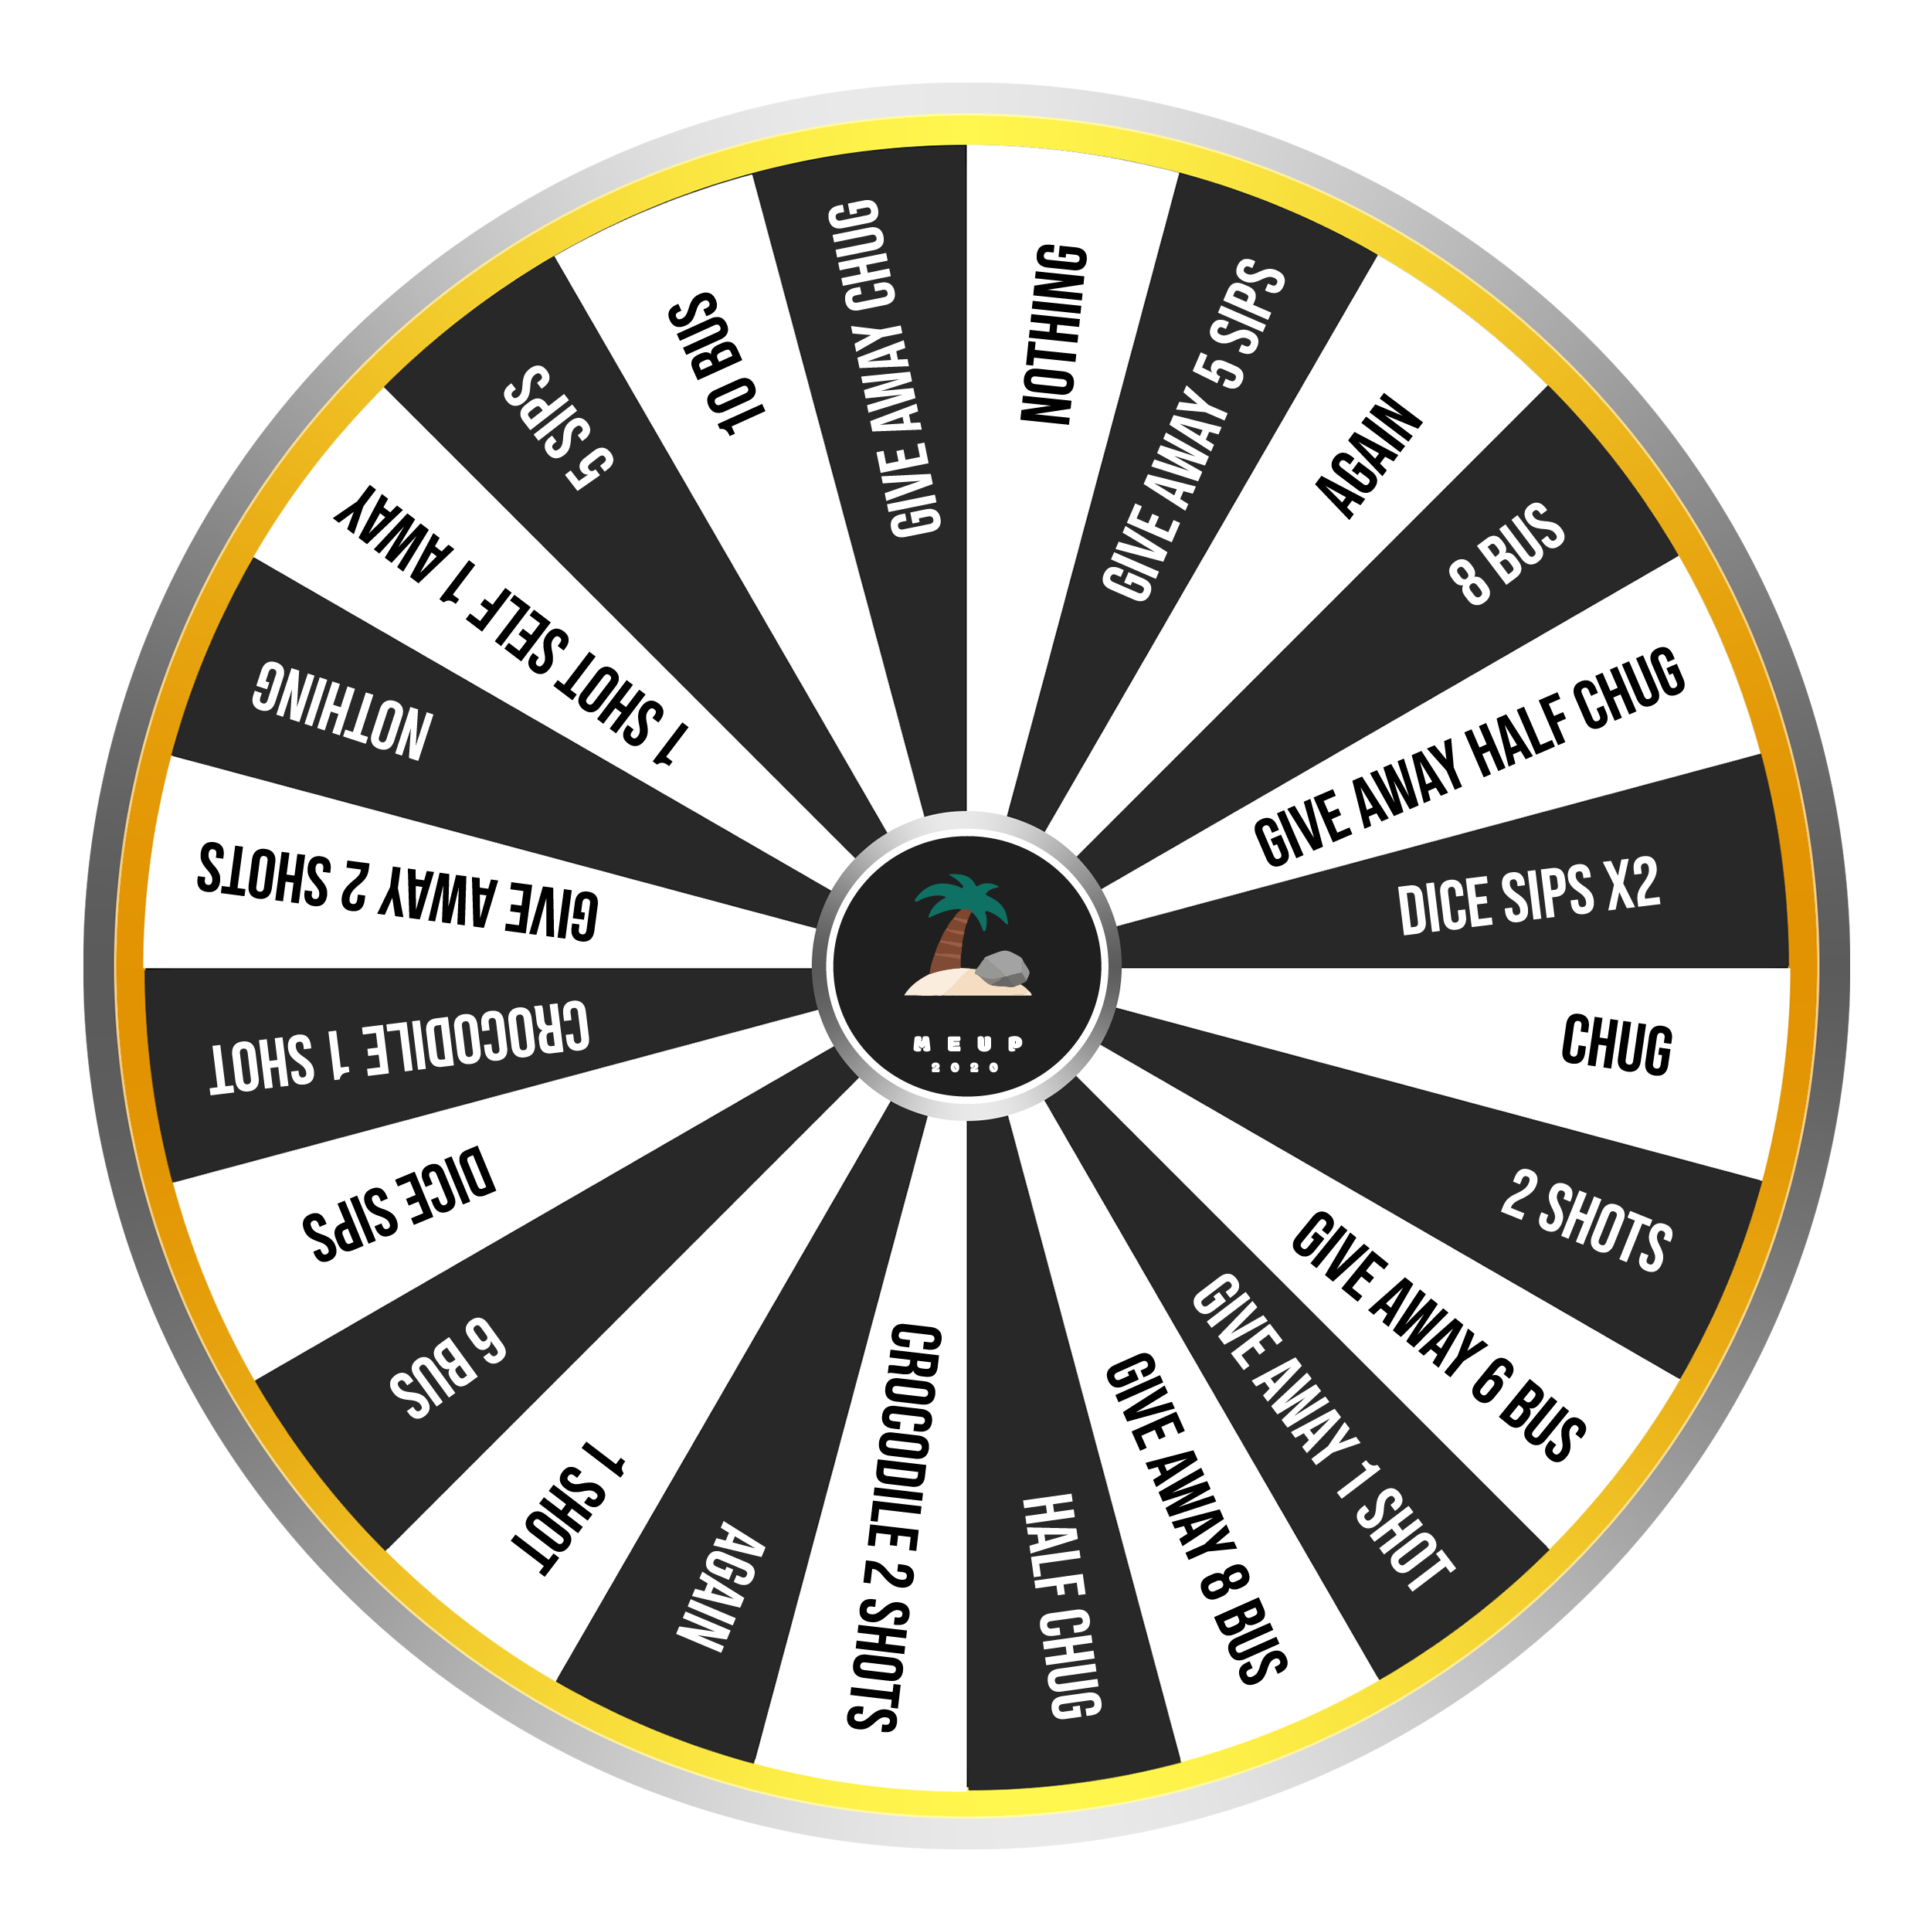 NOTHING
GIVE AWAY 5 SIPS
AGAIN
8 BUS
GIVE AWAY HALF CHUG
DICE SIPS X2
CHUG
2 SHOTS
GIVE AWAY 6 BUS
GIVE AWAY 1 SHOT
GIVE AWAY 8 BUS
HALF CHUG
CROCODILE 2 SHOTS
AGAIN
1 SHOT
6 BUS
DICE SIPS
CROCODILE 1 SHOT
GIVE AWAY 2 SHOTS
NOTHING
1 SHOT SELF 1 AWAY
5 SIPS
10 BUS
GIVE AWAY CHUG
MEUP
2020